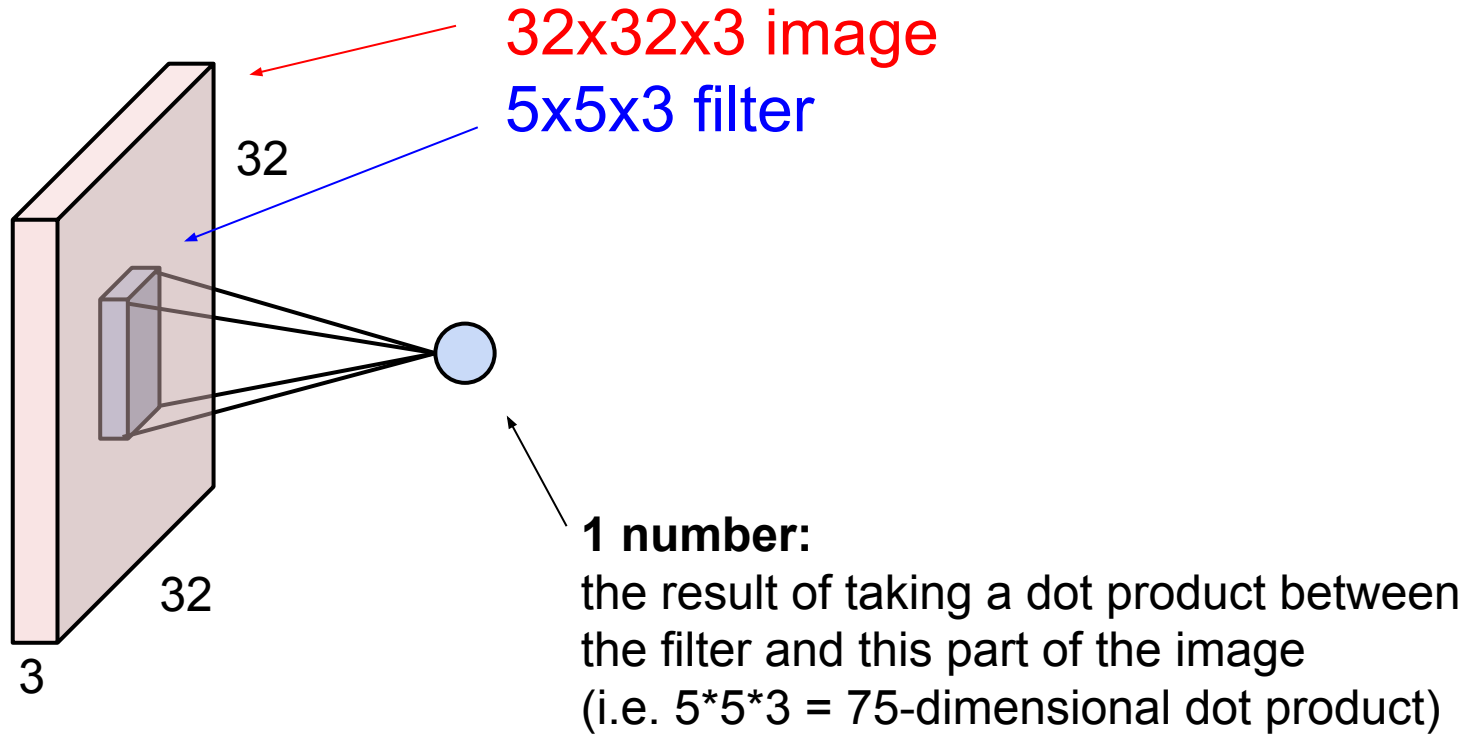 32x32x3 image
5x5x3 filter
32
32
3
1 number:
the result of taking a dot product between
the filter and this part of the image
(i.e. 5*5*3 = 75-dimensional dot product)